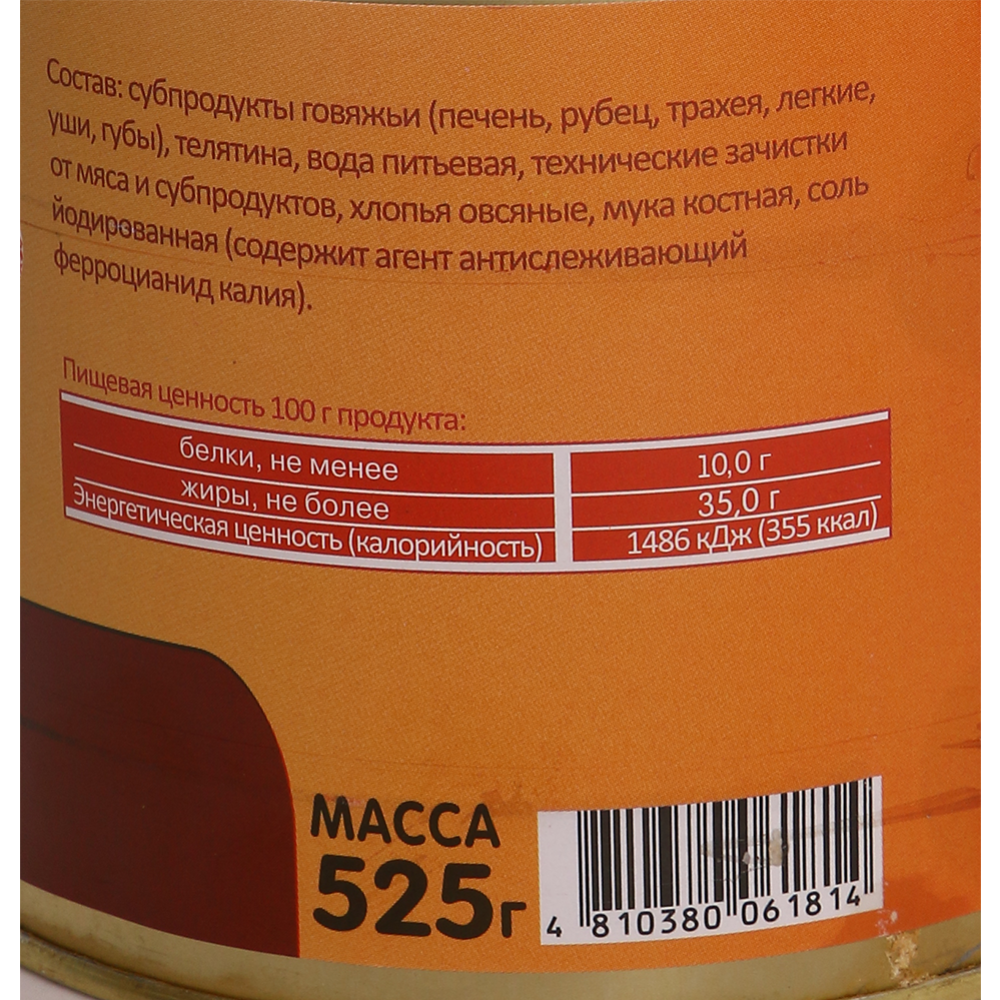 Состав: субпродукты говяжьи (печень, рубец, трахея, легкие,
уши, губы), телятина, вода питьевая, технические зачистки
от мяса и субпродуктов, хлопья овсяные, мука костная, соль
йодированная (содержит агент антислеживающий
ферроцианид калия).
Пищевая ценность 100 г продукта:
белки, не менее 10,0 г
жиры, не более 35,0 г
Энергетическая ценность (калорийность) 1486 кДж (355 ккал)
МАССА
525г
4 810380 061814